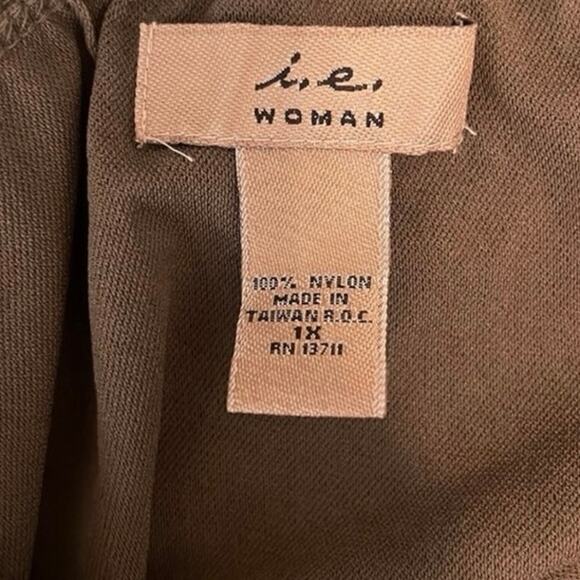 i.e.
WOMAN
100% NYLON
MADE IN
TAIWAN R.O.C.
1X
RN 13711